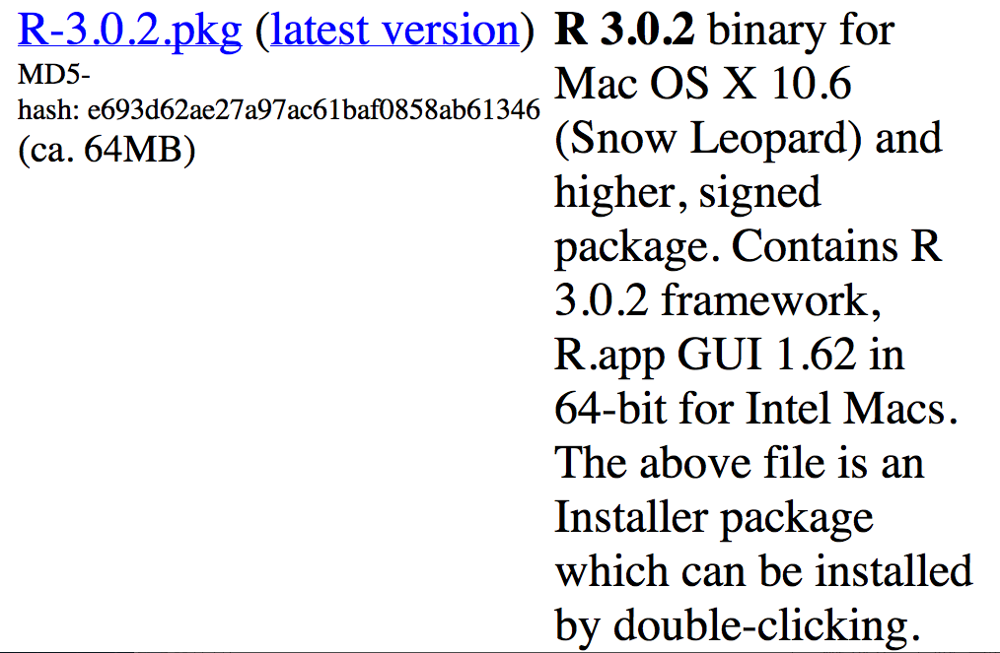 R-3.0.2.pkg (latest version)
MD5-
hash: e693d62ae27a97ac61baf0858ab61346
(ca. 64MB)
R 3.0.2 binary for
Mac OS X 10.6
(Snow Leopard) and
higher, signed
package. Contains R
3.0.2 framework,
R.app GUI 1.62 in
64-bit for Intel Macs.
The above file is an
Installer package
which can be installed
by double-clicking.